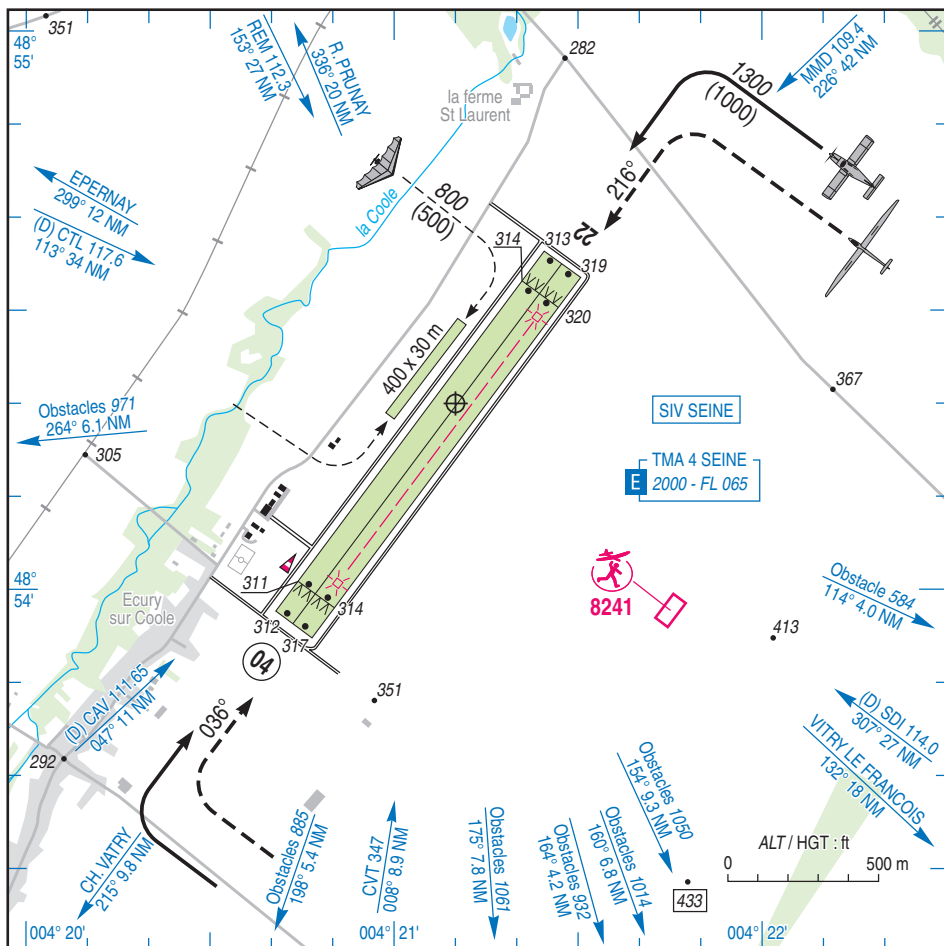 351
48°
55'
REM 112.3
153° 27 NM
R.PRUNAY
336° 20 NM
282
la ferme
St Laurent
1300
(1000)
MMD 109.4
226° 42 NM
EPERNAY
299° 12 NM
(D) CTL 117.6
113° 34 NM
la Coole
800
(500)
216°
22
314
313
319
320
400 x 30 m
367
Obstacles 971
264° 6.1 NM
305
SIV SEINE
TMA 4 SEINE
E
2000 - FL 065
48°
54'
311
314
312
317
Ecury
sur Coole
8241
Obstacle 584
114° 4.0 NM
413
04
351
036°
(D) CAV 111.65
047° 11 NM
292
(D) SDI 114.0
307° 27 NM
VITRY LE FRANCOIS
132° 18 NM
CH. VATRY
215° 9.8 NM
Obstacles 885
198° 5.4 NM
CVT 347
008° 8.9 NM
Obstacles 1061
175° 7.8 NM
Obstacles 932
164° 4.2 NM
Obstacles 1014
160° 6.8 NM
Obstacles 1050
154° 9.3 NM
433
ALT / HGT : ft
0
500 m
004° 20'
004° 21'
004° 22'